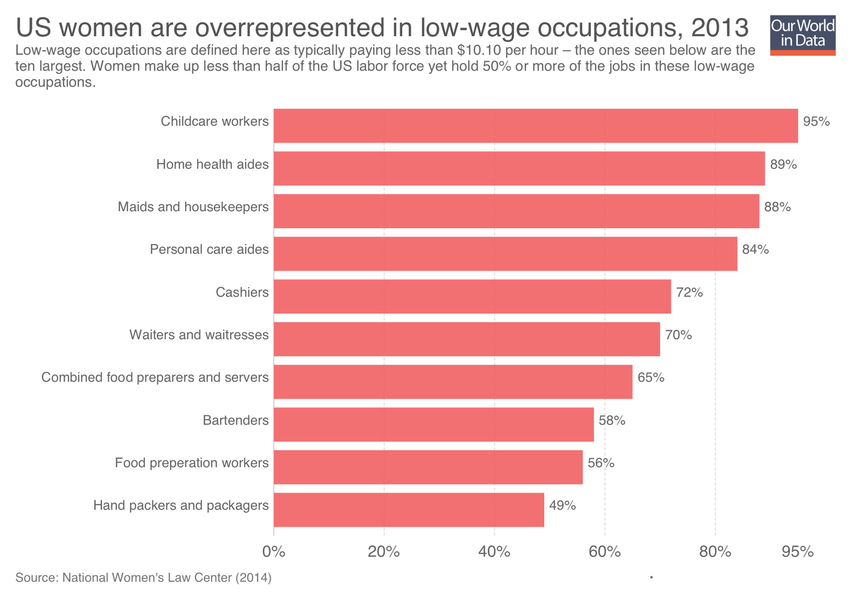 US women are overrepresented in low-wage occupations, 2013
Our World
in Data
Low-wage occupations are defined here as typically paying less than $10.10 per hour – the ones seen below are the
ten largest. Women make up less than half of the US labor force yet hold 50% or more of the jobs in these low-wage
occupations.
Childcare workers 95%
Home health aides 89%
Maids and housekeepers 88%
Personal care aides 84%
Cashiers 72%
Waiters and waitresses 70%
Combined food preparers and servers 65%
Bartenders 58%
Food preperation workers 56%
Hand packers and packagers 49%
0% 20% 40% 60% 80% 95%
Source: National Women's Law Center (2014)